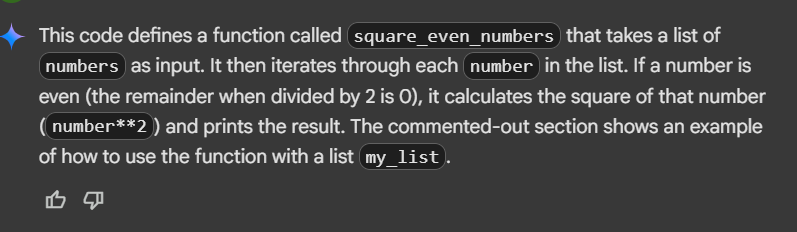 This code defines a function called square_even_numbers that takes a list of
numbers as input. It then iterates through each number in the list. If a number is
even (the remainder when divided by 2 is 0), it calculates the square of that number
(number**2) and prints the result. The commented-out section shows an example
of how to use the function with a list my_list.